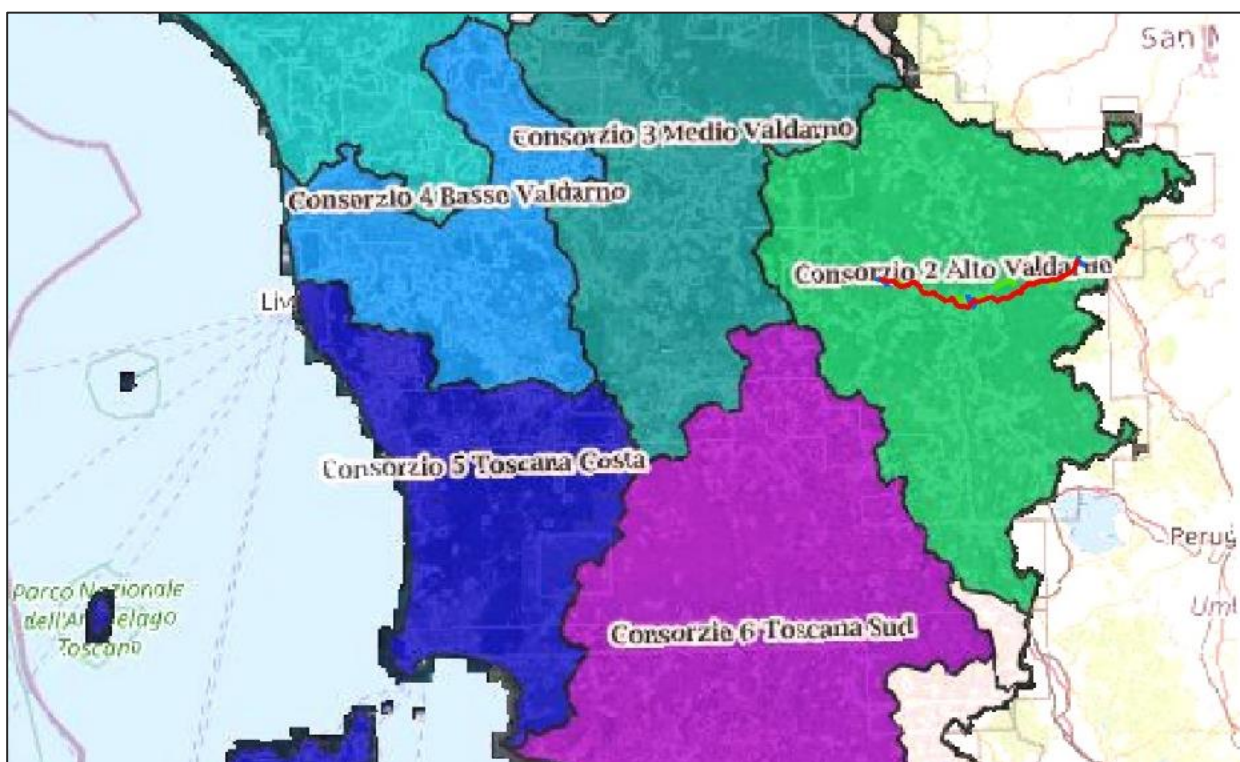 San M
Consorzio 3 Medio Valdarno
Consorzio 4 Basso Valdarno
Consorzio 2 Alto Valdarno
Liv
Consorzio 5 Toscana Costa
Perug
Parco Nazionale
dell'Arcipelago
Toscano
Umb
Consorzio 6 Toscana Sud